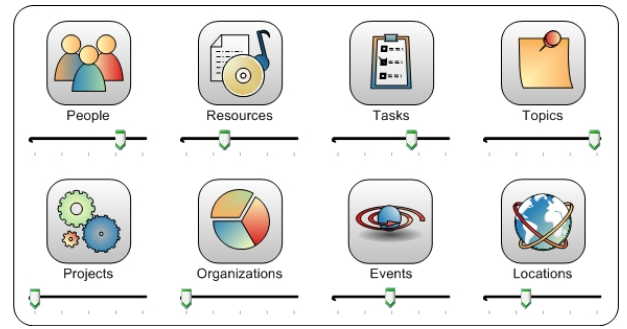 People
Resources
Tasks
Topics
Projects
Organizations
Events
Locations